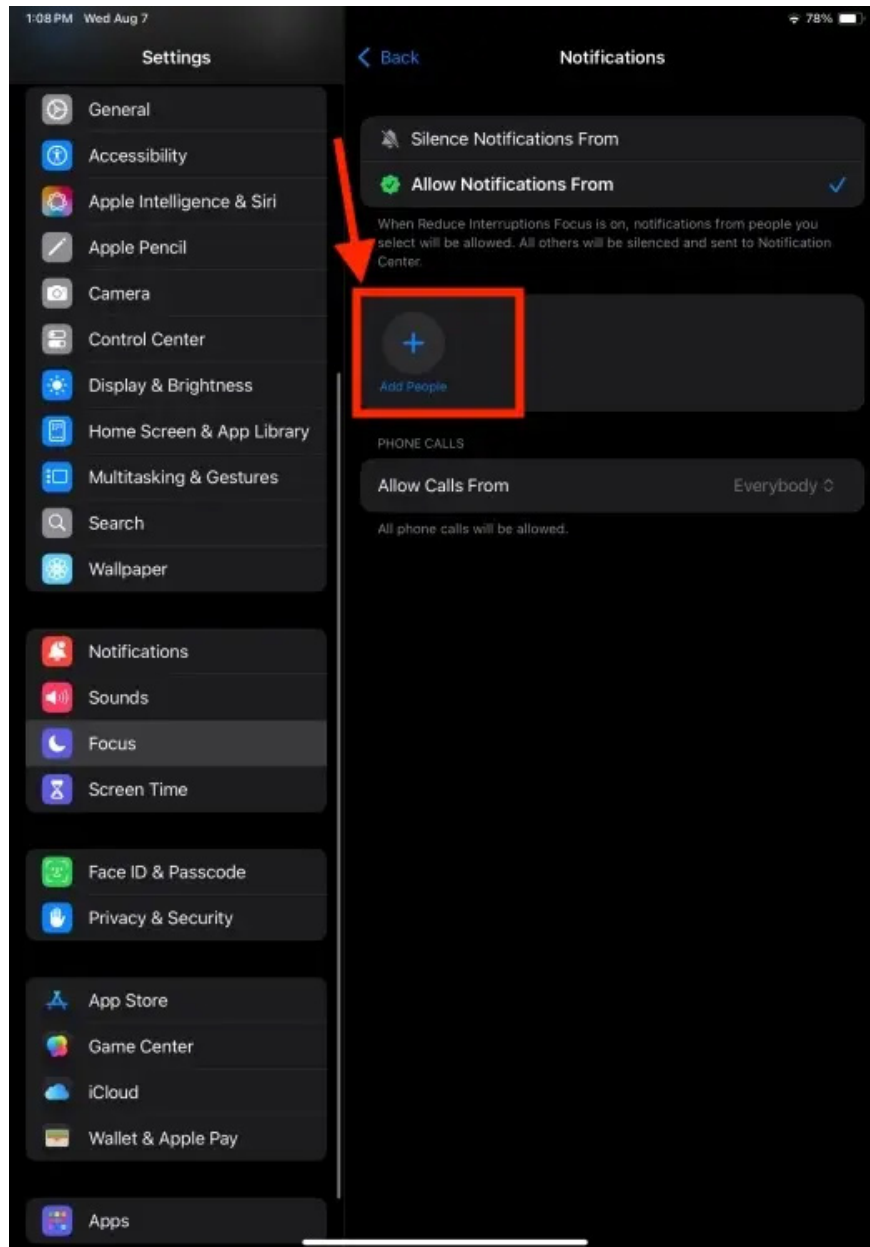 1:08 PM Wed Aug 7
78%
Settings
General
Accessibility
Apple Intelligence & Siri
Apple Pencil
Camera
Control Center
Display & Brightness
Home Screen & App Library
Multitasking & Gestures
Search
Wallpaper
Notifications
Sounds
Focus
Screen Time
Face ID & Passcode
Privacy & Security
App Store
Game Center
iCloud
Wallet & Apple Pay
Apps
Back
Notifications
Silence Notifications From
Allow Notifications From
When Reduce Interruptions Focus is on, notifications from people you
select will be allowed. All others will be silenced and sent to Notification
Center.
Add People
PHONE CALLS
Allow Calls From
Everybody
All phone calls will be allowed.